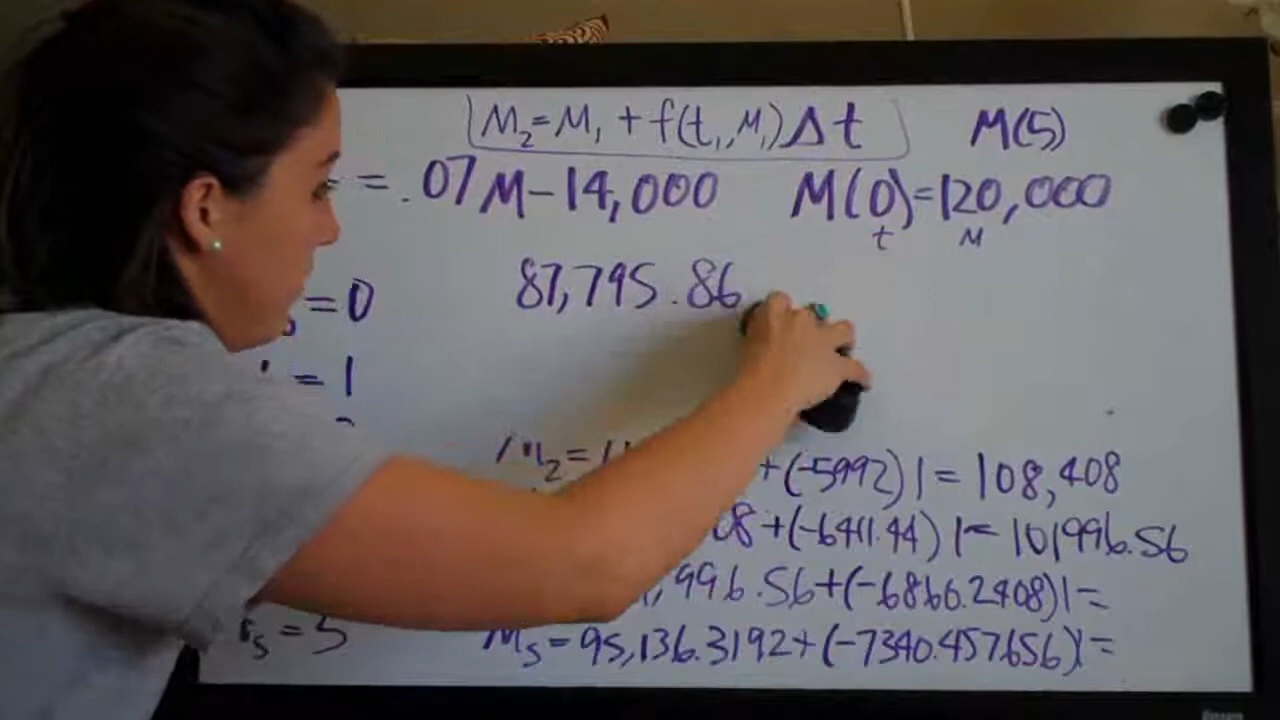 M₂=M₁ + f(t₁,M₁)Δt M(5)
= .07M-14,000 M(0)=120,000
t M
87,795.86
=0
=1
M₂= +(-5992)1=108,408
08+(-6411.44)1=101996.56
,996.56+(-6866.2408)1=
t₅=5 M₅=95,136.3192+(-7340.457656)1=